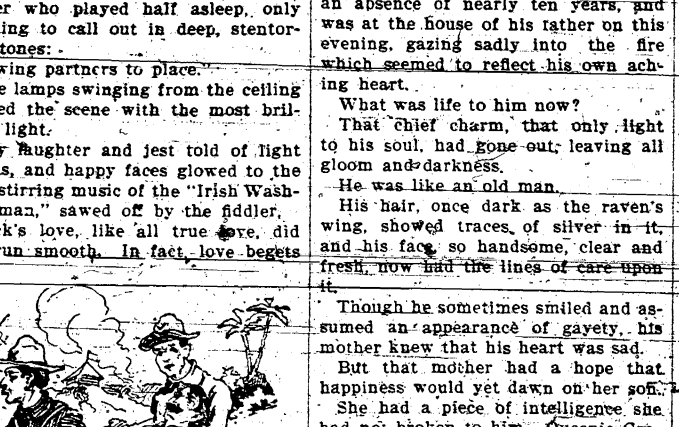 er who played half asleep, only
ing to call out in deep, stentor-
tones:
wing partners to place."
e lamps swinging from the ceiling
ed the scene with the most bril-
light.
y laughter and jest told of light
s, and happy faces glowed to the
stirring music of the "Irish Wash-
man," sawed off by the fiddler.
ck's love, like all true love, did
run smooth. In fact, love begets
an absence of nearly ten years, and
was at the house of his father on this
evening, gazing sadly into the fire
which seemed to reflect his own ach-
ing heart.
What was life to him now?
That chief charm, that only light
to his soul, had gone out, leaving all
gloom and darkness.
He was like an old man.
His hair, once dark as the raven's
wing, showed traces of silver in it,
and his face, so handsome, clear and
fresh, now had the lines of care upon
it.
Though he sometimes smiled and as-
sumed an appearance of gayety, his
mother knew that his heart was sad.
But that mother had a hope that
happiness would yet dawn on her son.
She had a piece of intelligence she
had not broken to him.